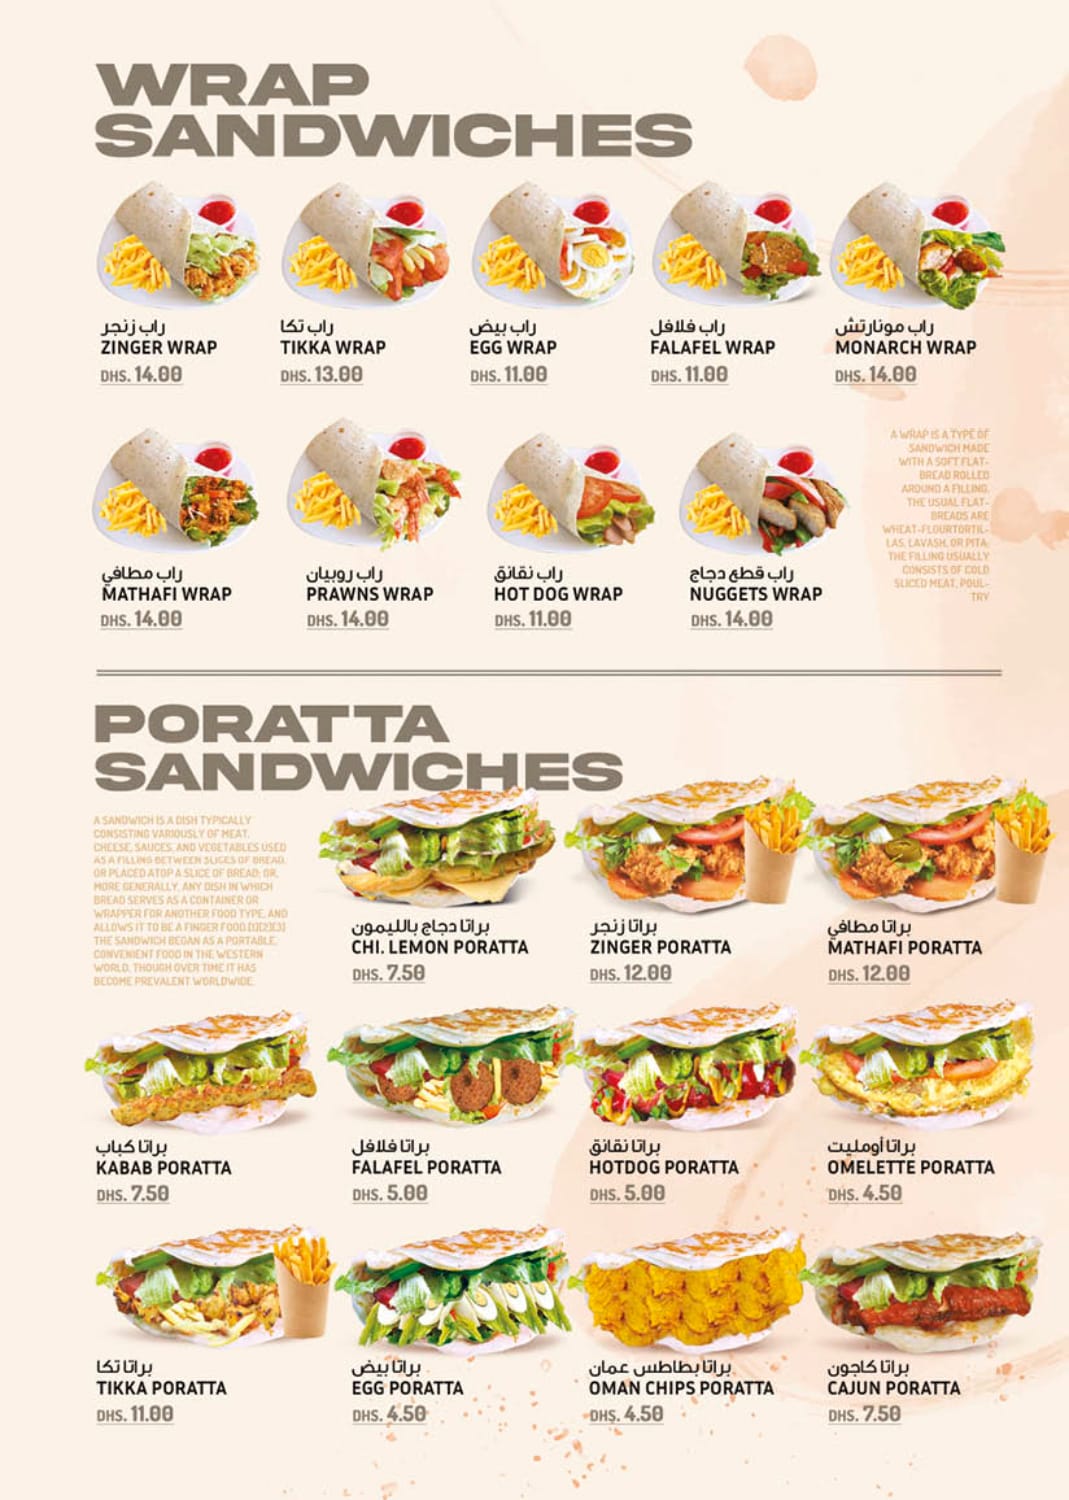 WRAP
SANDWICHES
راب زنجر
ZINGER WRAP
DHS. 14.00
راب تكا
TIKKA WRAP
DHS. 13.00
راب بيض
EGG WRAP
DHS. 11.00
راب فلافل
FALAFEL WRAP
DHS. 11.00
راب مونارتش
MONARCH WRAP
DHS. 14.00
راب مطافي
MATHAFI WRAP
DHS. 14.00
راب روبيان
PRAWNS WRAP
DHS. 14.00
راب نقانق
HOT DOG WRAP
DHS. 11.00
راب قطع دجاج
NUGGETS WRAP
DHS. 14.00
A WRAP IS A TYPE OF
SANDWICH MADE
WITH A SOFT FLAT-
BREAD ROLLED
AROUND A FILLING.
THE USUAL FLAT-
BREADS ARE
WHEAT-FLOURTORTIL-
LAS, LAVASH, OR PITA;
THE FILLING USUALLY
CONSISTS OF COLD
SLICED MEAT, POUL-
TRY
PORATTA
SANDWICHES
A SANDWICH IS A DISH TYPICALLY
CONSISTING VARIOUSLY OF MEAT,
CHEESE, SAUCES, AND VEGETABLES USED
AS A FILLING BETWEEN SLICES OF BREAD,
OR PLACED ATOP A SLICE OF BREAD; OR,
MORE GENERALLY, ANY DISH IN WHICH
BREAD SERVES AS A CONTAINER OR
WRAPPER FOR ANOTHER FOOD TYPE, AND
ALLOWS IT TO BE A FINGER FOOD.[1][2][3]
THE SANDWICH BEGAN AS A PORTABLE,
CONVENIENT FOOD IN THE WESTERN
WORLD, THOUGH OVER TIME IT HAS
BECOME PREVALENT WORLDWIDE.
براتا دجاج بالليمون
CHI. LEMON PORATTA
DHS. 7.50
براتا زنجر
ZINGER PORATTA
DHS. 12.00
براتا مطافي
MATHAFI PORATTA
DHS. 12.00
براتا كباب
KABAB PORATTA
DHS. 7.50
براتا فلافل
FALAFEL PORATTA
DHS. 5.00
براتا نقانق
HOTDOG PORATTA
DHS. 5.00
براتا أومليت
OMELETTE PORATTA
DHS. 4.50
براتا تكا
TIKKA PORATTA
DHS. 11.00
براتا بيض
EGG PORATTA
DHS. 4.50
براتا بطاطس عمان
OMAN CHIPS PORATTA
DHS. 4.50
براتا كاجون
CAJUN PORATTA
DHS. 7.50